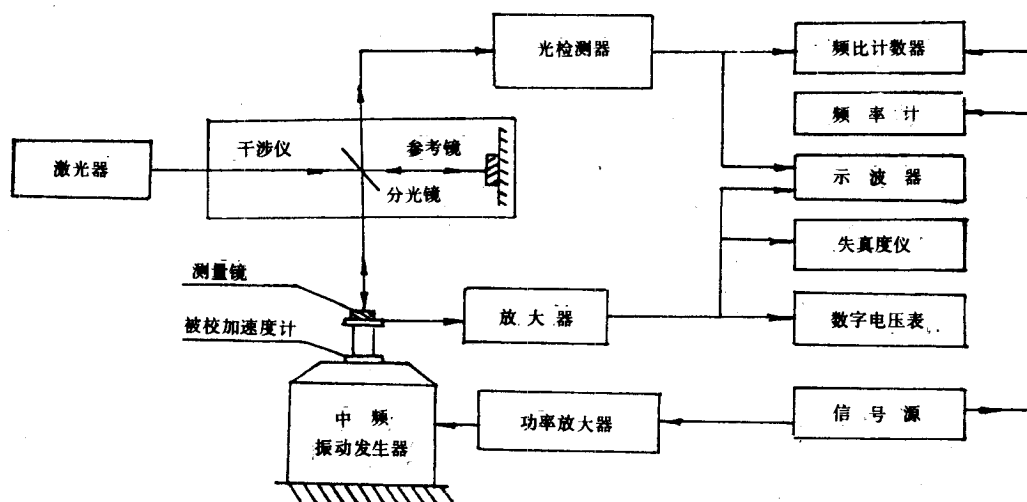 光检测器
频比计数器
频率计
干涉仪
参考镜
激光器
分光镜
示波器
失真度仪
测量镜
放大器
数字电压表
被校加速度计
中频
振动发生器
功率放大器
信号源